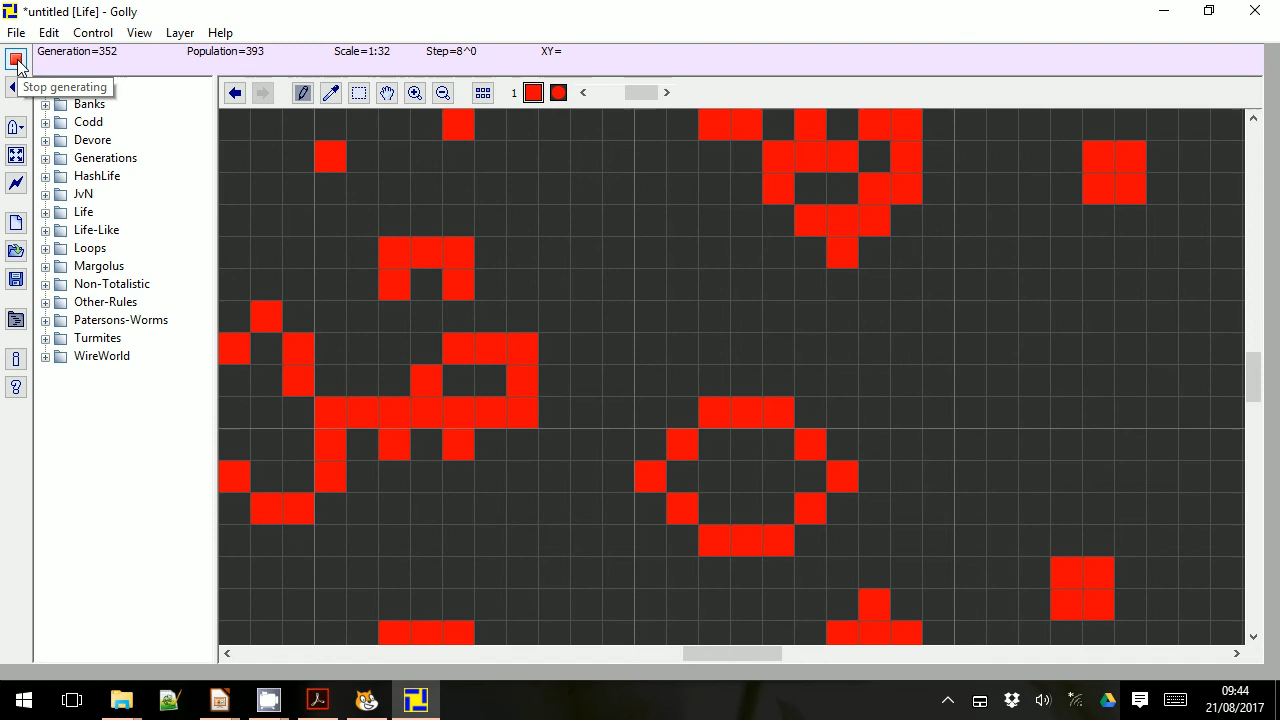 *untitled [Life] - Golly
File Edit Control View Layer Help
Generation=352 Population=393 Scale=1:32 Step=8^0 XY=
Stop generating
1
Banks
Codd
Devore
Generations
HashLife
JvN
Life
Life-Like
Loops
Margolus
Non-Totalistic
Other-Rules
Patersons-Worms
Turmites
WireWorld
09:44
21/08/2017